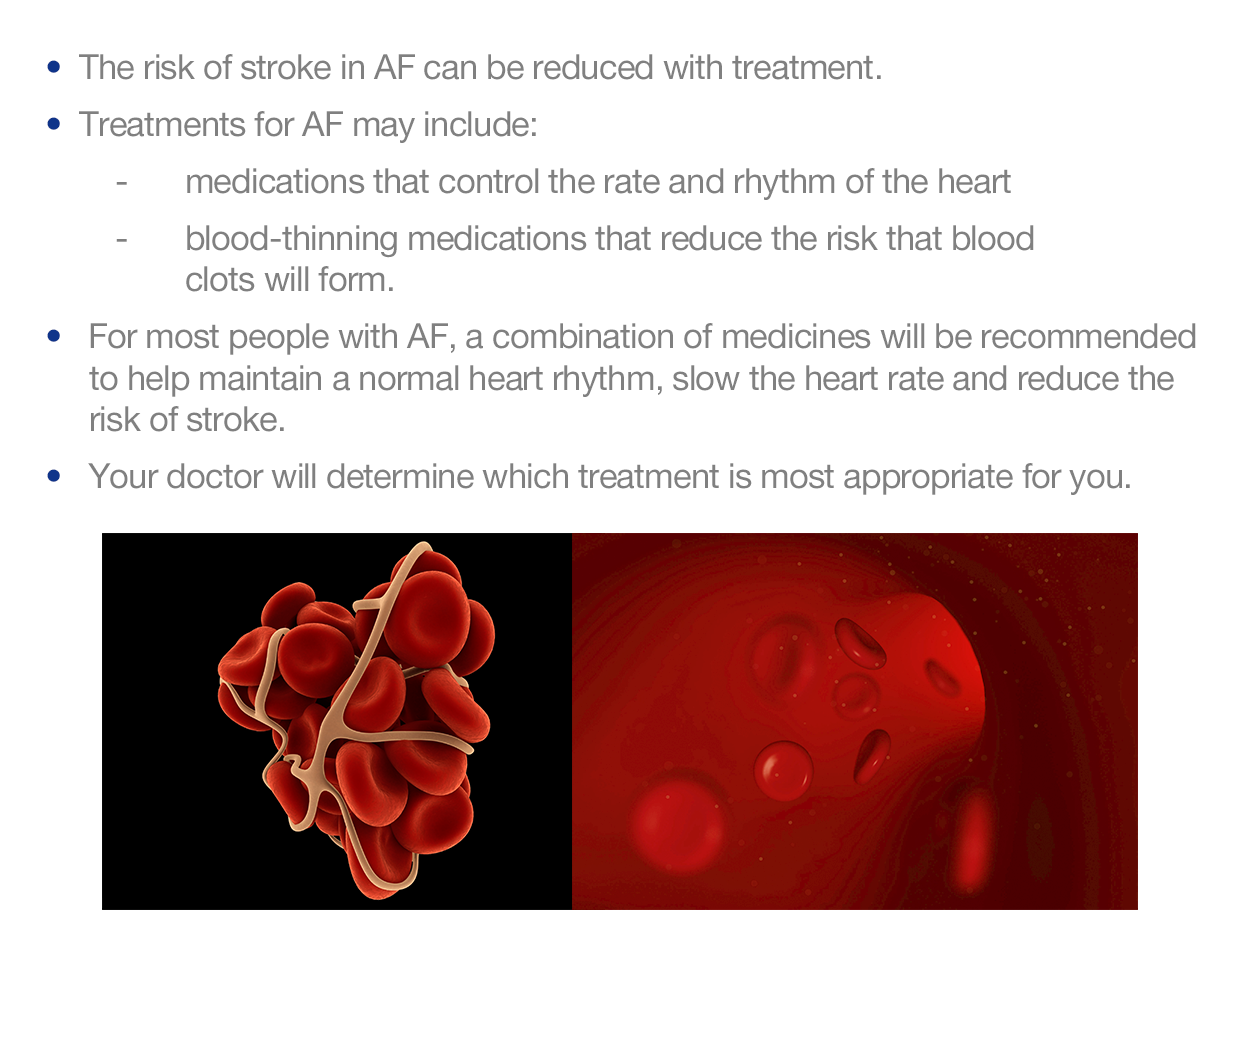 • The risk of stroke in AF can be reduced with treatment.
• Treatments for AF may include:
- medications that control the rate and rhythm of the heart
- blood-thinning medications that reduce the risk that blood
clots will form.
• For most people with AF, a combination of medicines will be recommended
to help maintain a normal heart rhythm, slow the heart rate and reduce the
risk of stroke.
• Your doctor will determine which treatment is most appropriate for you.